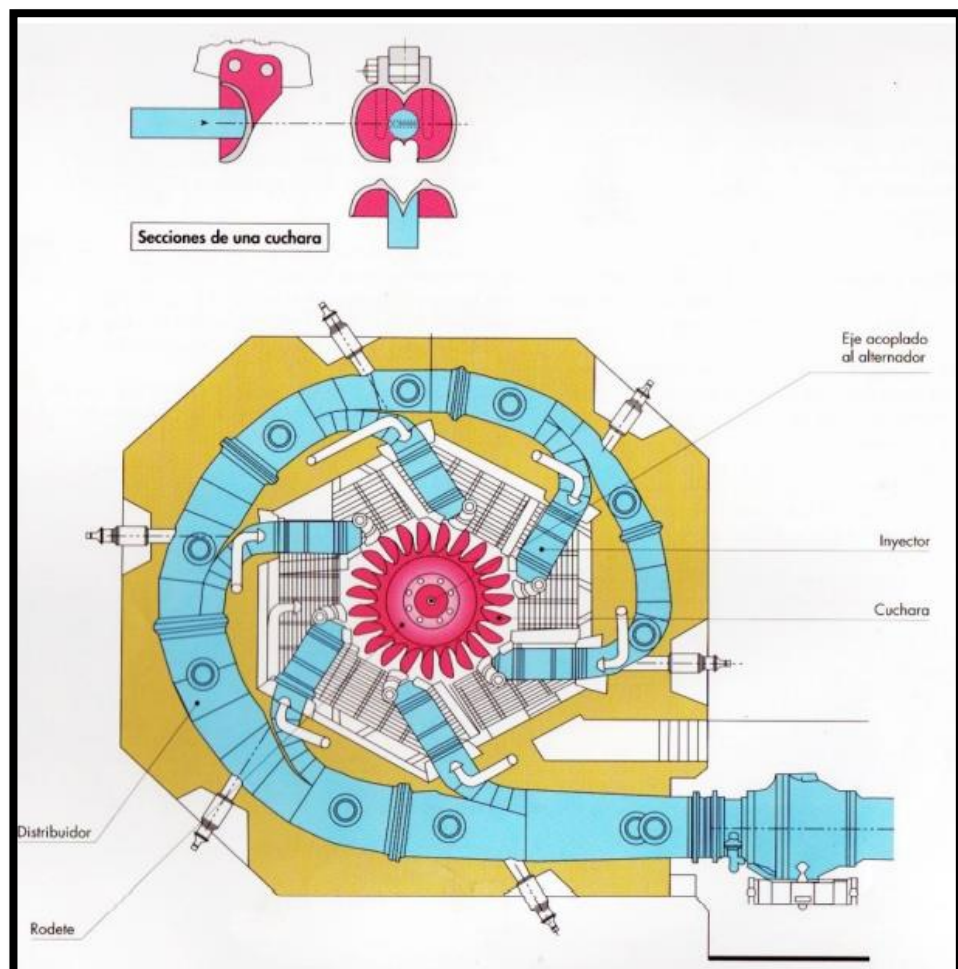 Secciones de una cuchara
Eje acoplado
al alternador
Inyector
Cuchara
Distribuidor
Rodete